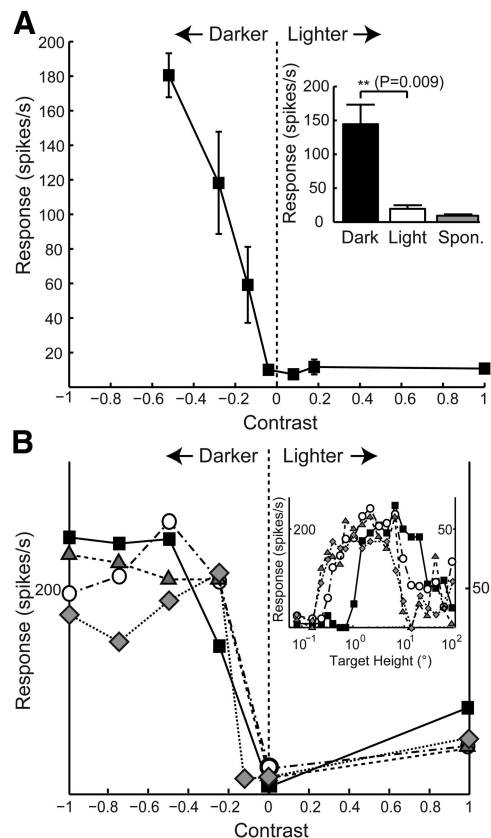 A
← Darker Lighter →
Response (spikes/s)
200
180
160
140
120
100
80
60
40
20
−1 −0.8 −0.6 −0.4 −0.2 0 0.2 0.4 0.6 0.8 1
Contrast
Response (spikes/s)
200
150
100
50
0
** (P=0.009)
Dark Light Spon.
B
← Darker Lighter →
Response (spikes/s)
200
50
−1 −0.8 −0.6 −0.4 −0.2 0 0.2 0.4 0.6 0.8 1
Contrast
Response (spikes/s)
200
50
10⁻¹ 10⁰ 10¹ 10²
Target Height (°)